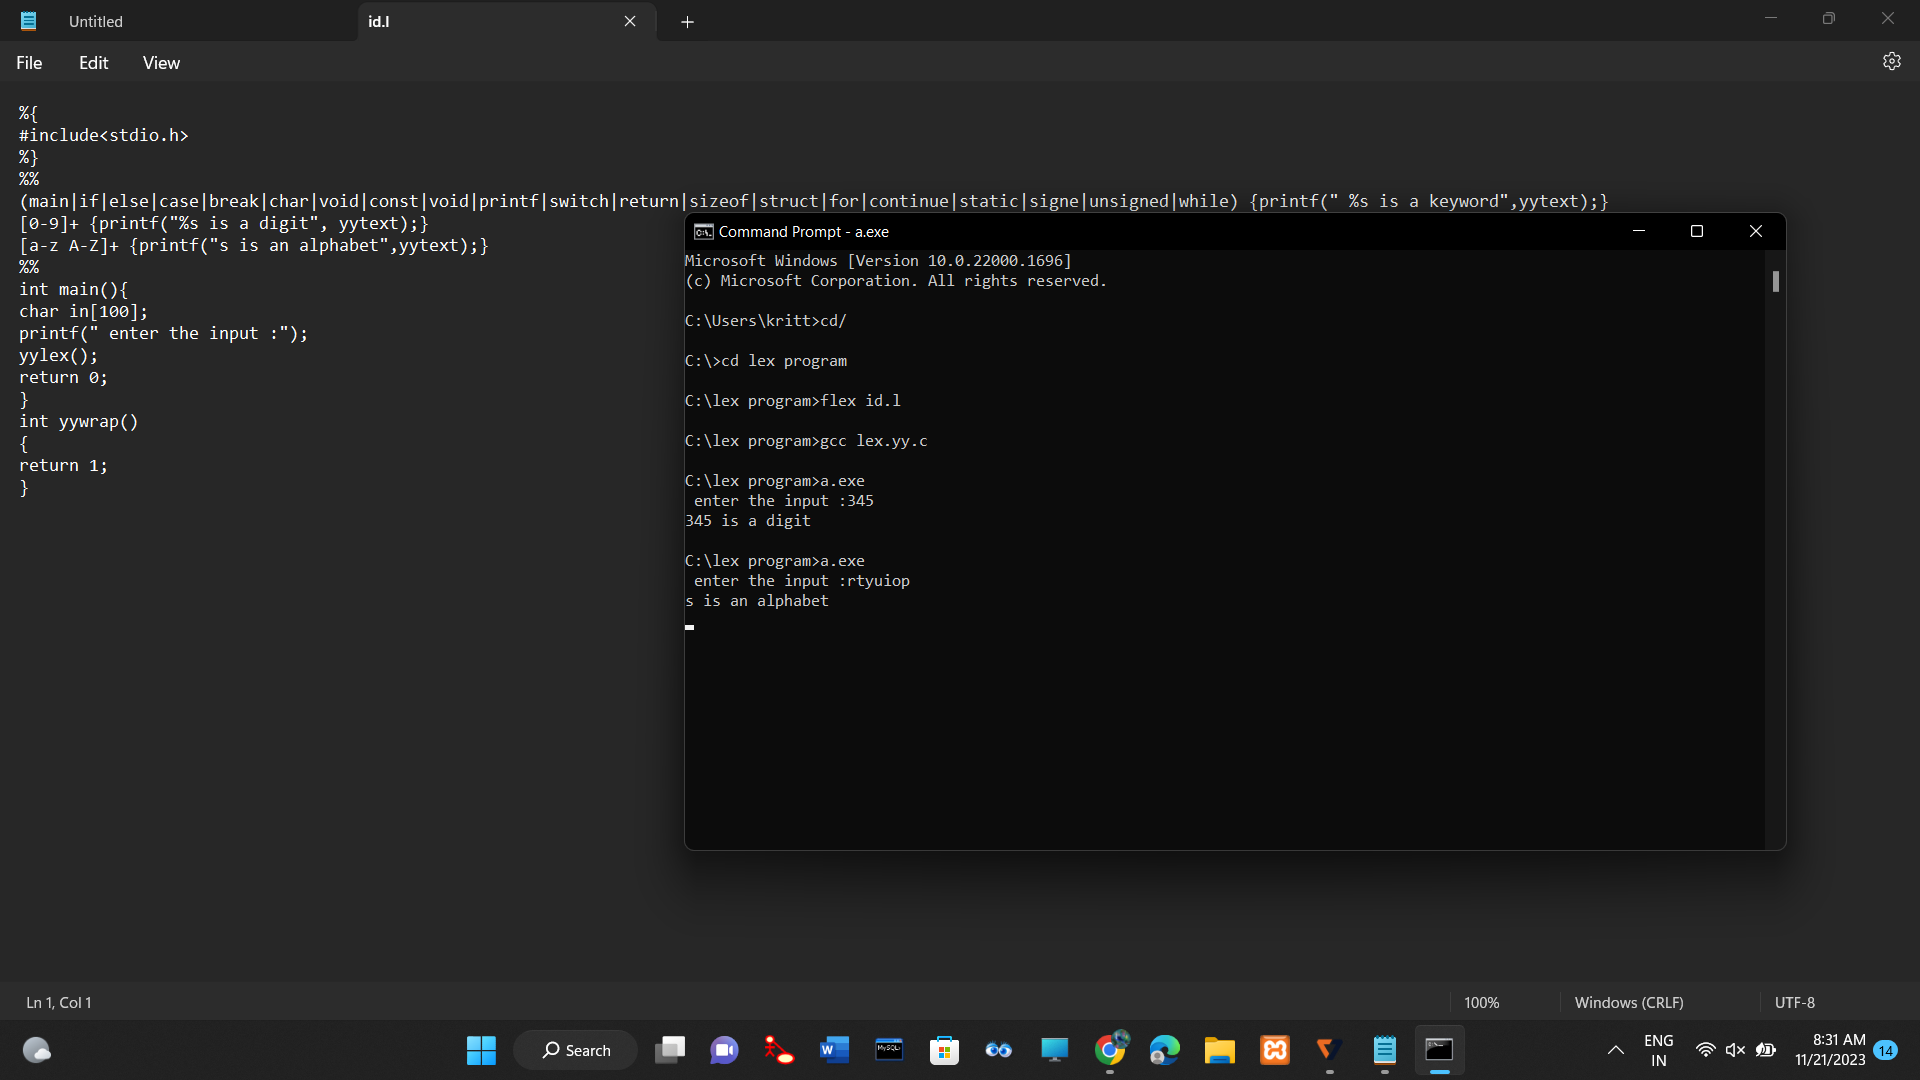 Untitled
id.l
File Edit View
%{
#include<stdio.h>
%}
%%
(main|if|else|case|break|char|void|const|void|printf|switch|return|sizeof|struct|for|continue|static|signe|unsigned|while) {printf(" %s is a keyword",yytext);}
[0-9]+ {printf("%s is a digit", yytext);}
[a-z A-Z]+ {printf("s is an alphabet",yytext);}
%%
int main(){
char in[100];
printf(" enter the input :");
yylex();
return 0;
}
int yywrap()
{
return 1;
}
Command Prompt - a.exe
Microsoft Windows [Version 10.0.22000.1696]
(c) Microsoft Corporation. All rights reserved.
C:\Users\kritt>cd/
C:\>cd lex program
C:\lex program>flex id.l
C:\lex program>gcc lex.yy.c
C:\lex program>a.exe
 enter the input :345
345 is a digit
C:\lex program>a.exe
 enter the input :rtyuiop
s is an alphabet
Ln 1, Col 1
100%
Windows (CRLF)
UTF-8
Search
ENG
IN
8:31 AM
11/21/2023
14